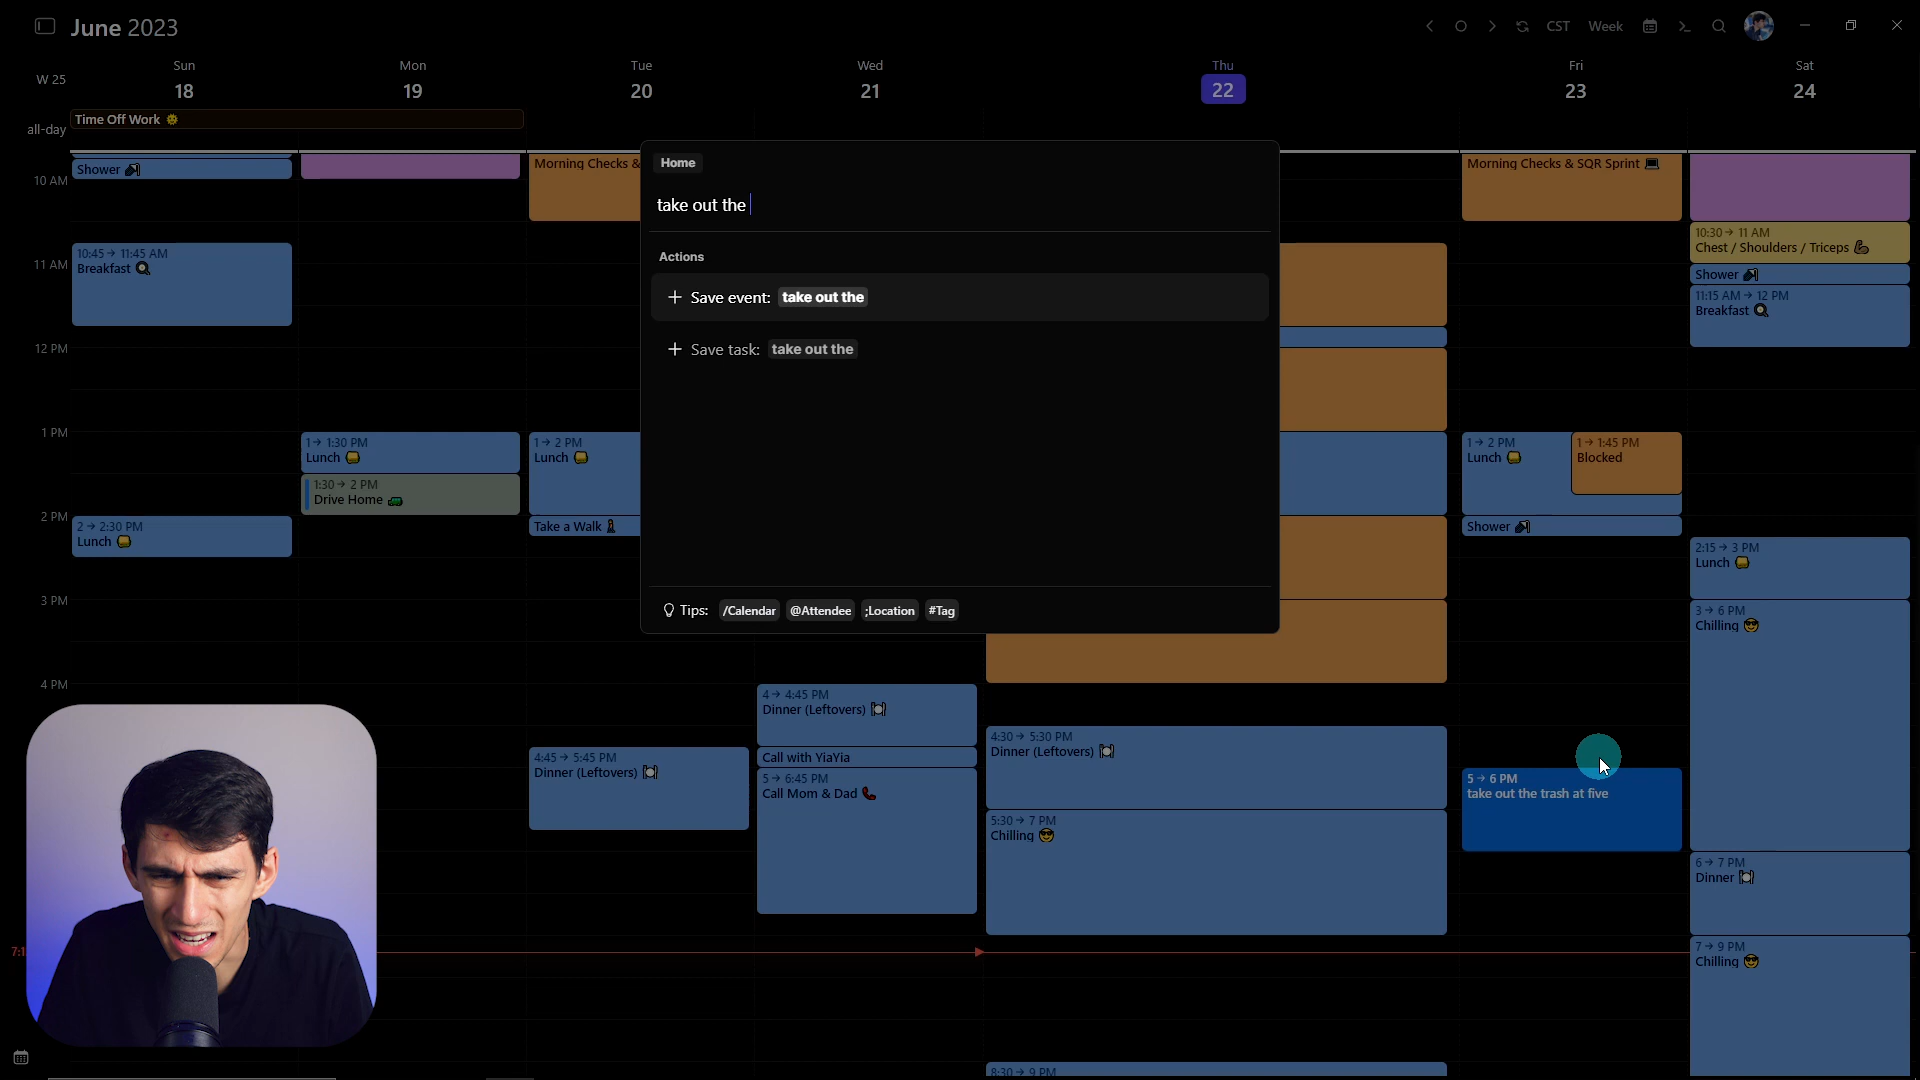 June 2023
CST
Week
W 25
Sun
18
Mon
19
Tue
20
Wed
21
Thu
22
Fri
23
Sat
24
all-day
Time Off Work
10 AM
11 AM
12 PM
1 PM
2 PM
3 PM
4 PM
Shower
10:45 → 11:45 AM
Breakfast
2 → 2:30 PM
Lunch
1 → 1:30 PM
Lunch
1:30 → 2 PM
Drive Home
Morning Checks &
1 → 2 PM
Lunch
Take a Walk
4:45 → 5:45 PM
Dinner (Leftovers)
Home
take out the
Actions
+ Save event: take out the
+ Save task: take out the
Tips: /Calendar @Attendee ;Location #Tag
4 → 4:45 PM
Dinner (Leftovers)
Call with YiaYia
5 → 6:45 PM
Call Mom & Dad
4:30 → 5:30 PM
Dinner (Leftovers)
5:30 → 7 PM
Chilling
8:30 → 9 PM
Morning Checks & SQR Sprint
1 → 2 PM
Lunch
1 → 1:45 PM
Blocked
Shower
5 → 6 PM
take out the trash at five
10:30 → 11 AM
Chest / Shoulders / Triceps
Shower
11:15 AM → 12 PM
Breakfast
2:15 → 3 PM
Lunch
3 → 6 PM
Chilling
6 → 7 PM
Dinner
7 → 9 PM
Chilling